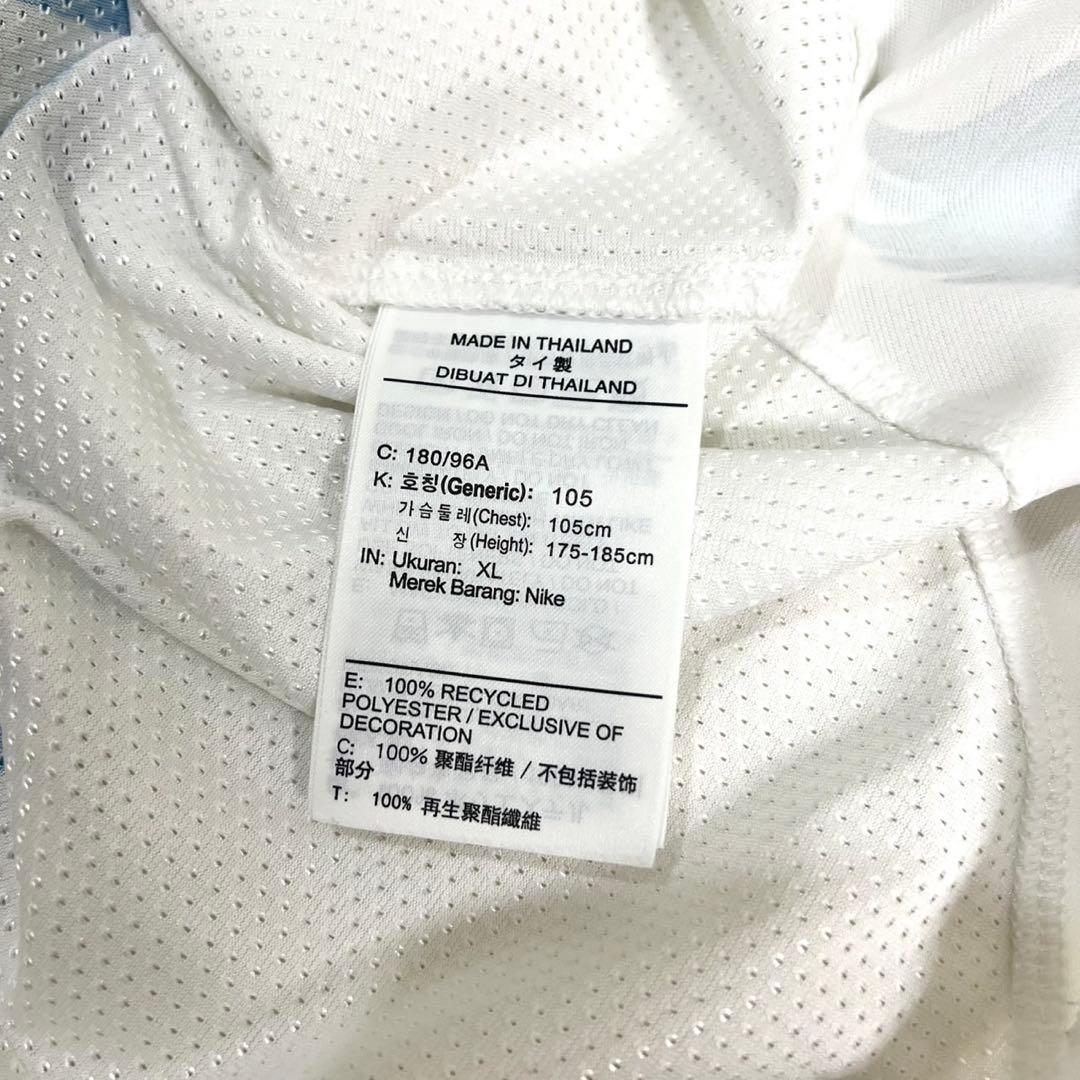 MADE IN THAILAND
タイ製
DIBUAT DI THAILAND
C: 180/96A
K: 호칭(Generic): 105
가슴둘레(Chest): 105cm
신 장(Height): 175-185cm
IN: Ukuran: XL
Merek Barang: Nike
E: 100% RECYCLED
POLYESTER / EXCLUSIVE OF
DECORATION
C: 100% 聚酯纤维 / 不包括装饰
部分
T: 100% 再生聚酯纖維